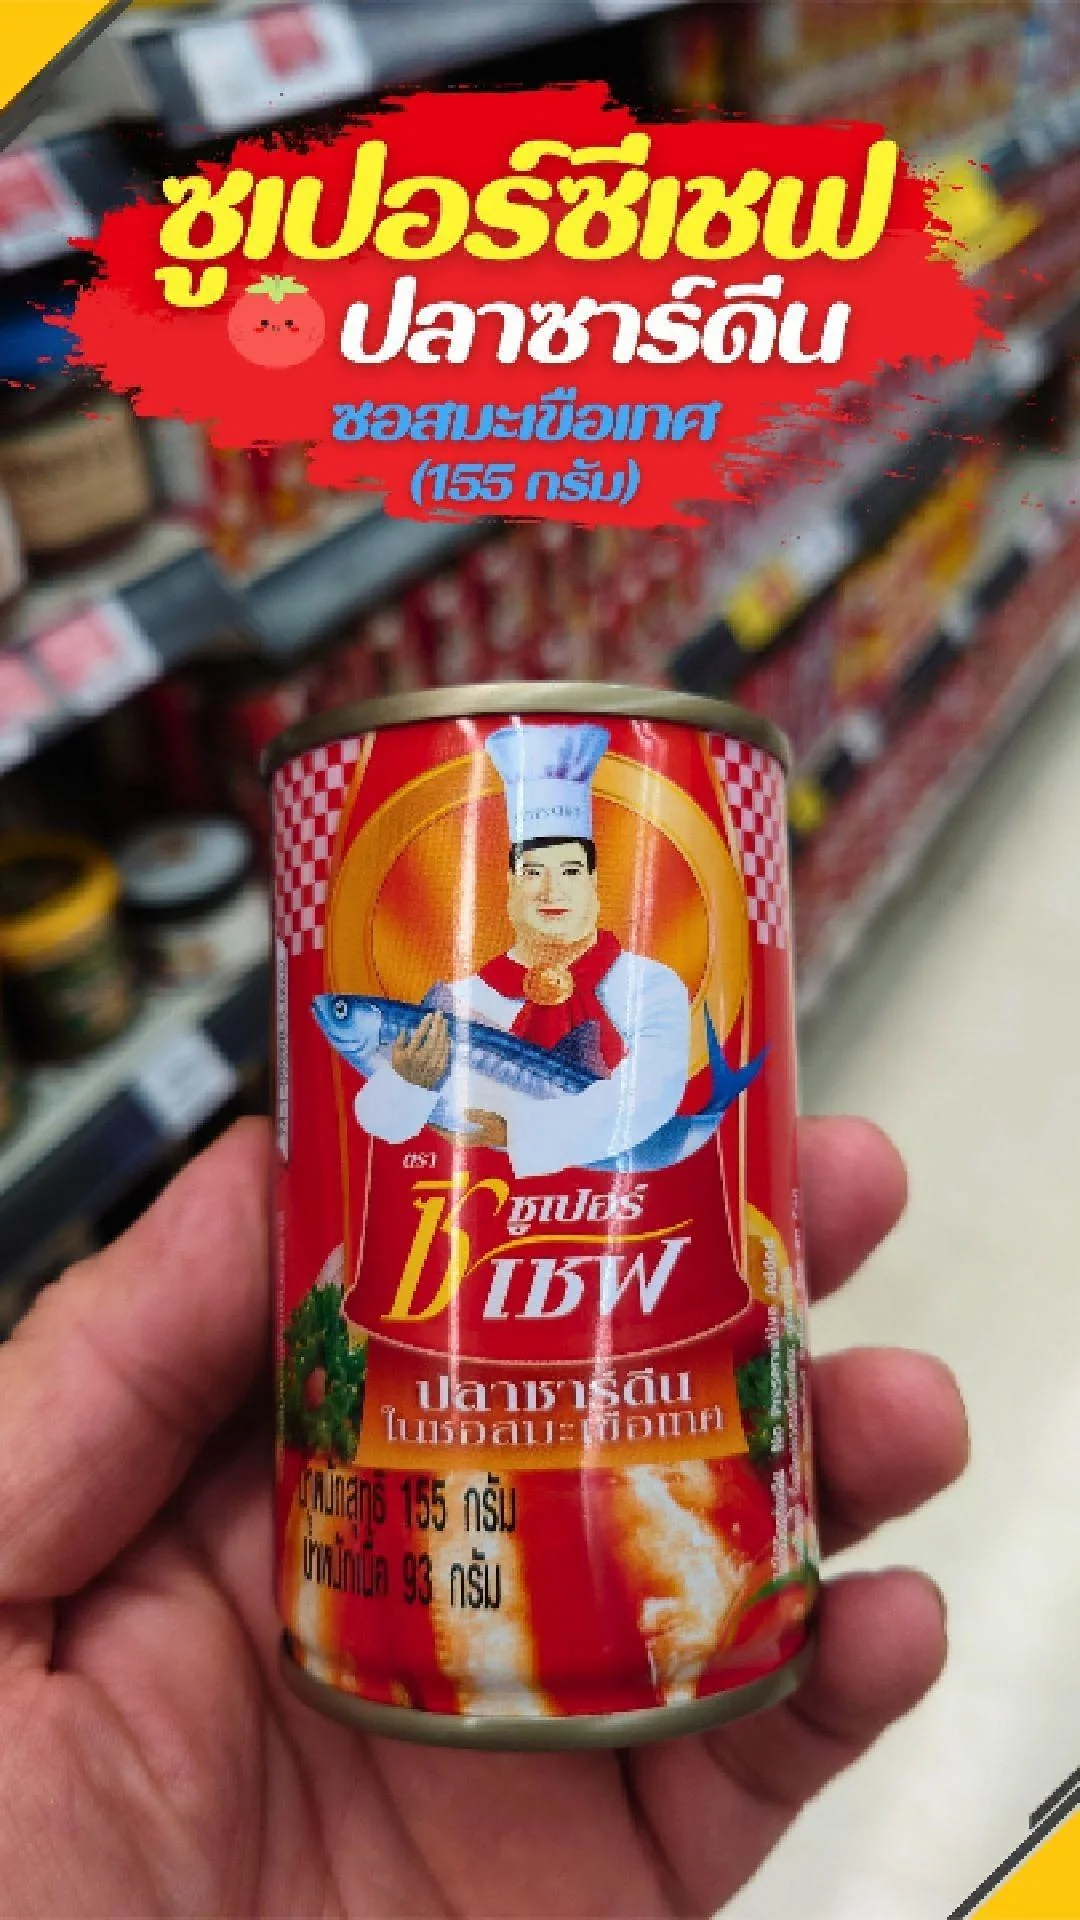 ซูเปอร์ซีเชฟ
ปลาซาร์ดีน
ซอสมะเขือเทศ
(155 กรัม)
ตรา
ซี ซูเปอร์
เชฟ
ปลาซาร์ดีน
ในซอสมะเขือเทศ
น้ำหนักสุทธิ 155 กรัม
น้ำหนักเนื้อ 93 กรัม
No Preservative Added